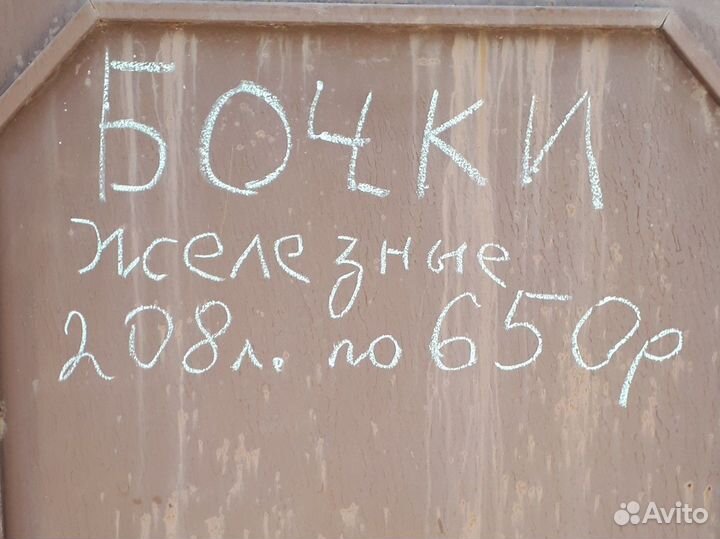 БОЧКИ
железные
208л. по 650р
Avito